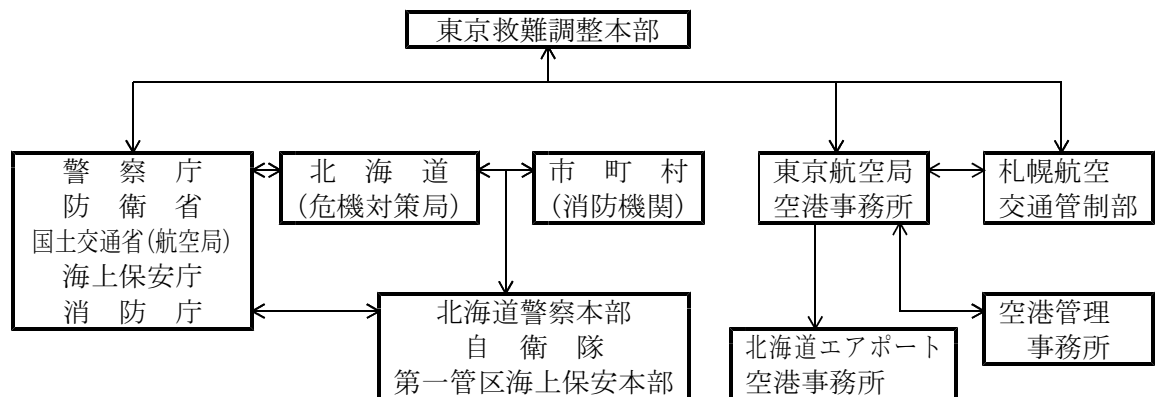 東京救難調整本部
警察庁
防衛省
国土交通省(航空局)
海上保安庁
消防庁
北海道
(危機対策局)
市町村
(消防機関)
東京航空局
空港事務所
札幌航空
交通管制部
北海道警察本部
自衛隊
第一管区海上保安本部
北海道エアポート
空港事務所
空港管理
事務所